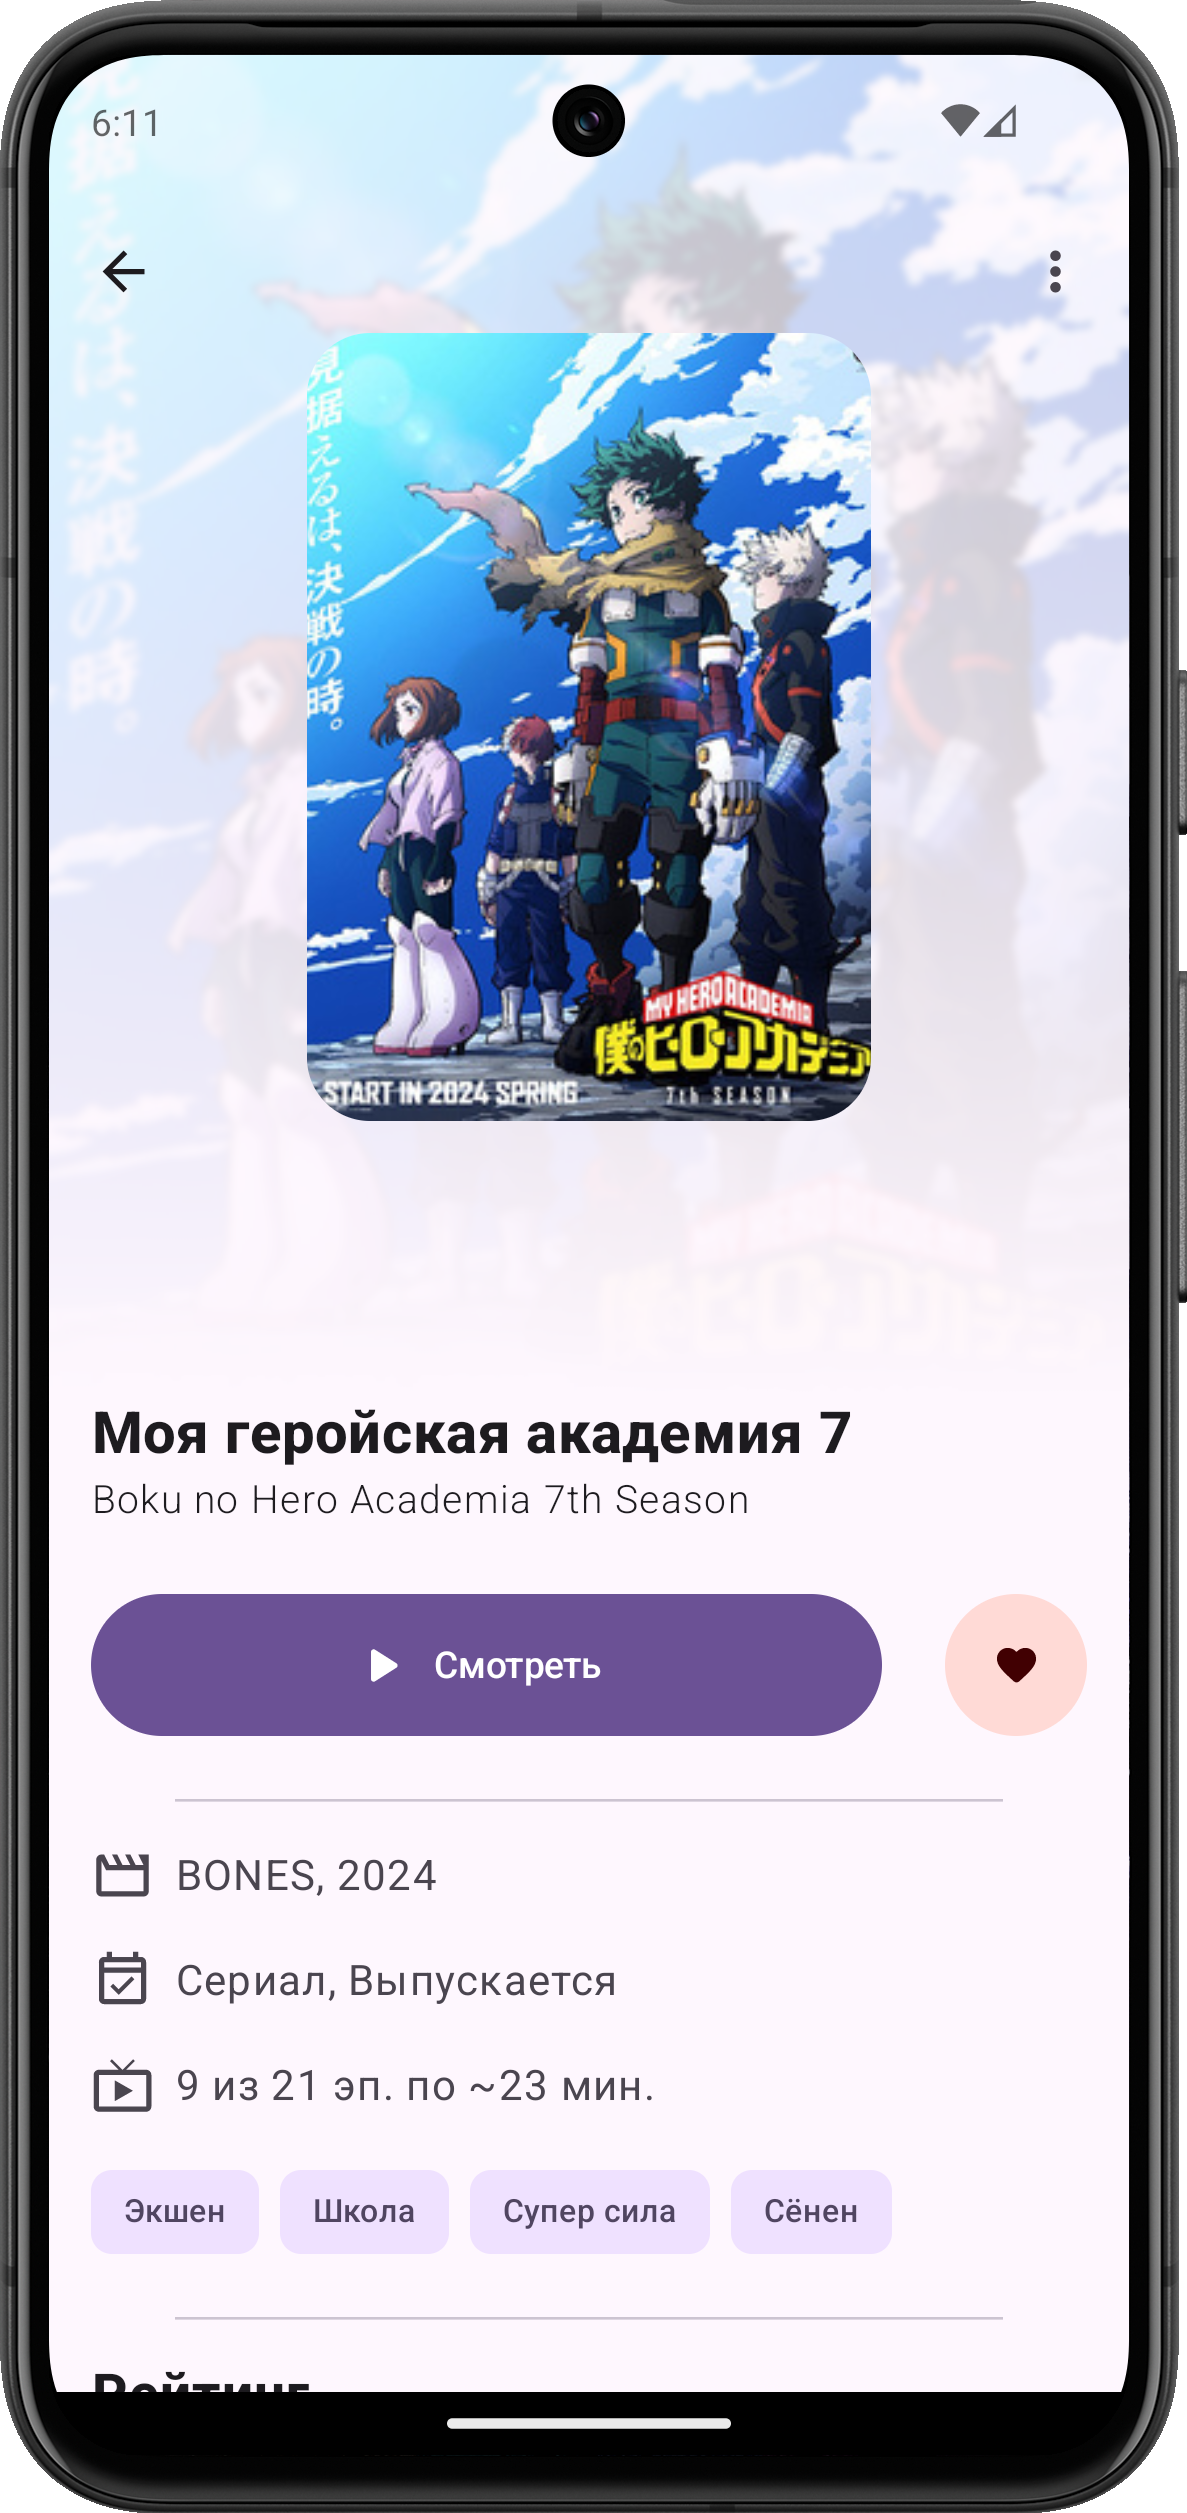 6:11
見据えるは、決戦の時。
MY HERO ACADEMIA
僕のヒーローアカデミア
START IN 2024 SPRING
7th SEASON
Моя геройская академия 7
Boku no Hero Academia 7th Season
Смотреть
BONES, 2024
Сериал, Выпускается
9 из 21 эп. по ~23 мин.
Экшен Школа Супер сила Сёнен
Рейтинг